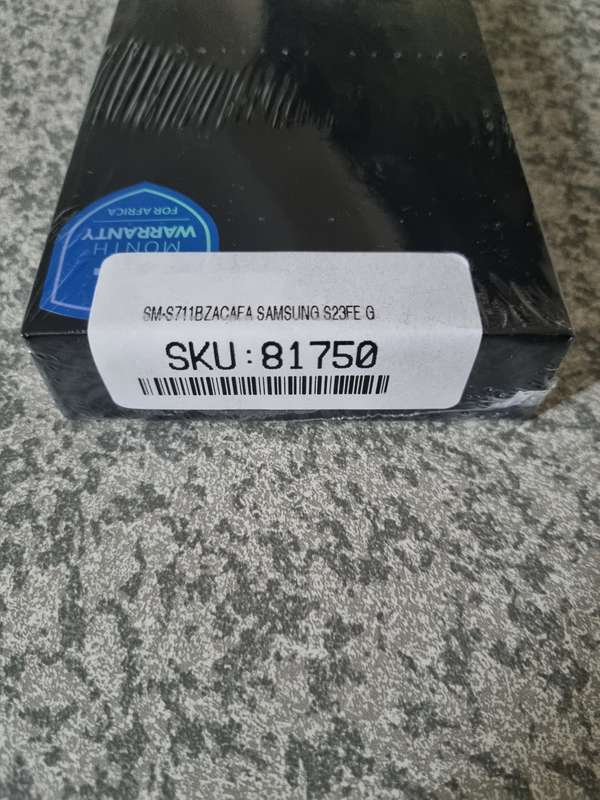 FOR AFRICA
WARRANTY
MONTH
SM-S711BZACAFA SAMSUNG S23FE G
SKU:81750